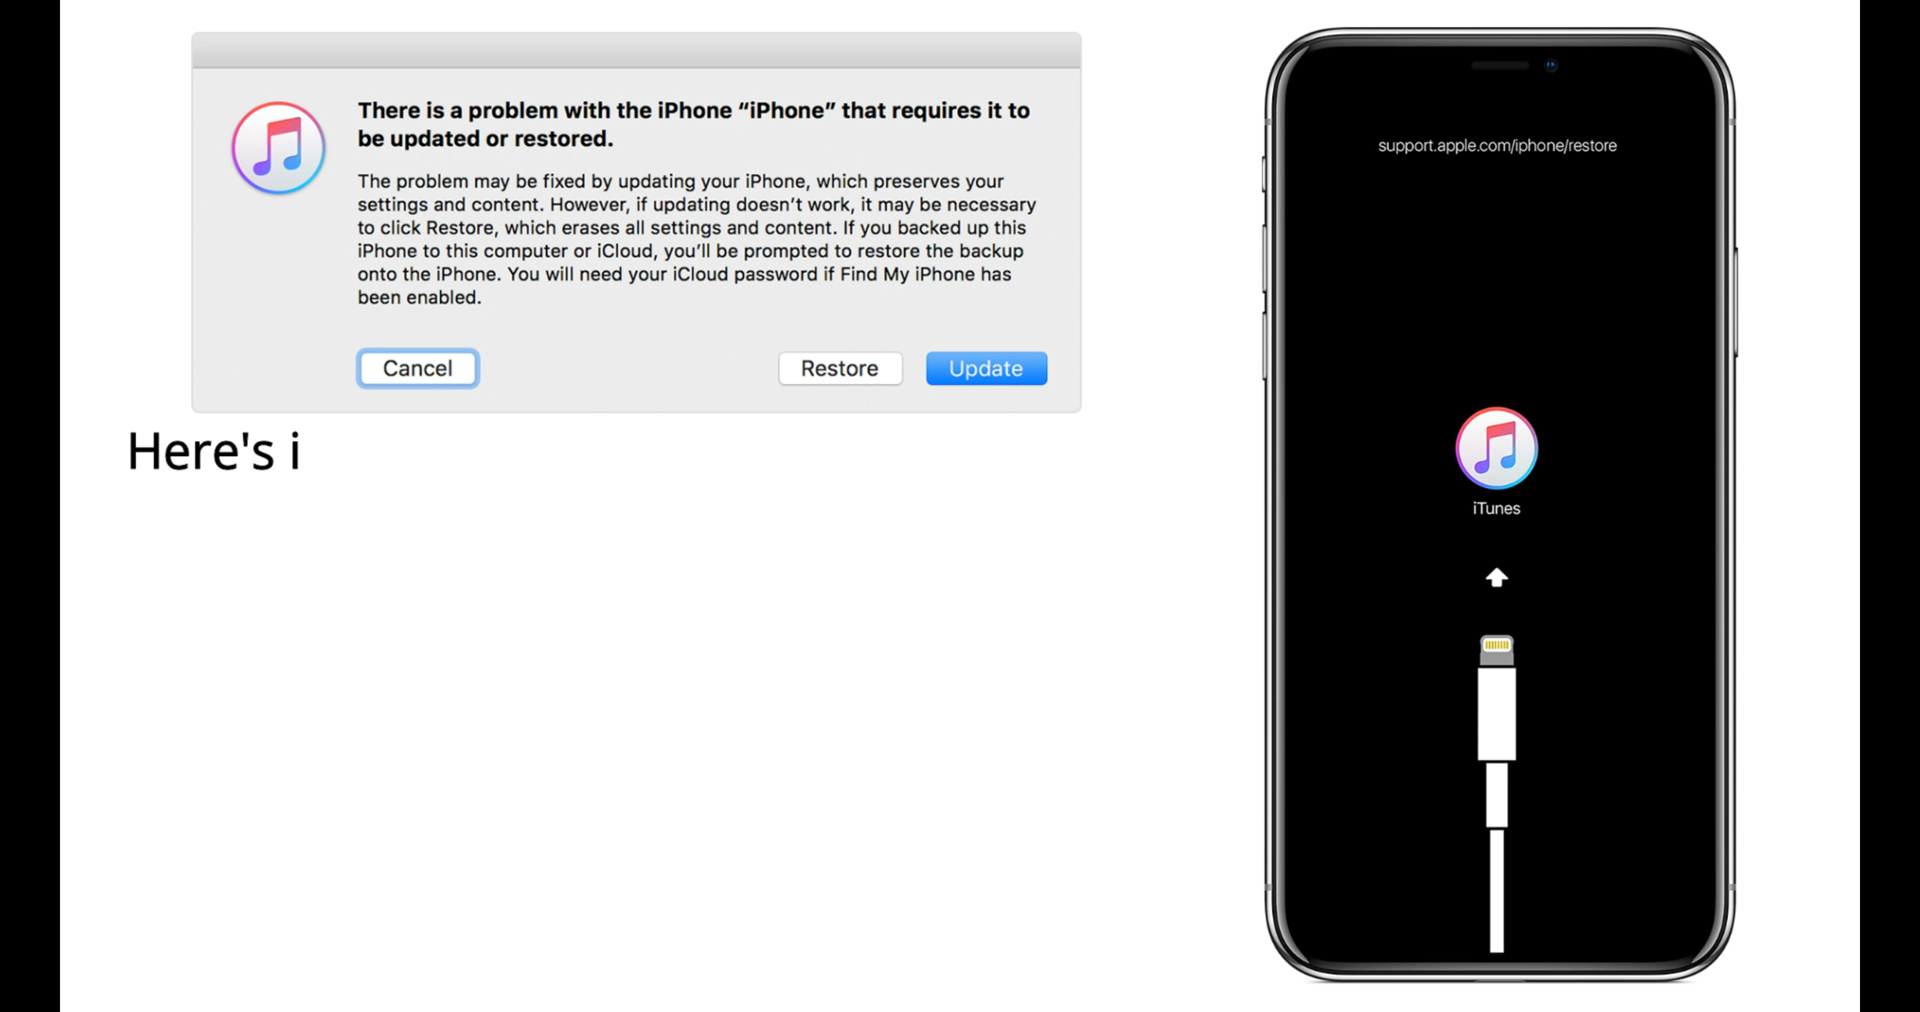 There is a problem with the iPhone “iPhone” that requires it to
be updated or restored.
The problem may be fixed by updating your iPhone, which preserves your
settings and content. However, if updating doesn’t work, it may be necessary
to click Restore, which erases all settings and content. If you backed up this
iPhone to this computer or iCloud, you’ll be prompted to restore the backup
onto the iPhone. You will need your iCloud password if Find My iPhone has
been enabled.
Cancel
Restore
Update
Here's i
support.apple.com/iphone/restore
iTunes